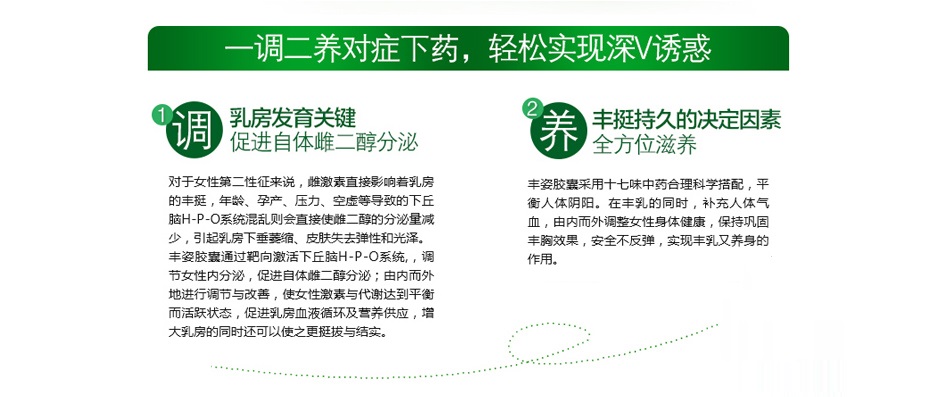 一调二养对症下药，轻松实现深V诱惑
1 调 乳房发育关键
促进自体雌二醇分泌
对于女性第二性征来说，雌激素直接影响着乳房
的丰挺，年龄、孕产、压力、空虚等导致的下丘
脑H-P-O系统混乱则会直接使雌二醇的分泌量减
少，引起乳房下垂萎缩、皮肤失去弹性和光泽。
丰姿胶囊通过靶向激活下丘脑H-P-O系统,，调
节女性内分泌，促进自体雌二醇分泌；由内而外
地进行调节与改善，使女性激素与代谢达到平衡
而活跃状态，促进乳房血液循环及营养供应，增
大乳房的同时还可以使之更挺拔与结实。
2 养 丰挺持久的决定因素
全方位滋养
丰姿胶囊采用十七味中药合理科学搭配，平
衡人体阴阳。在丰乳的同时，补充人体气
血，由内而外调整女性身体健康，保持巩固
丰胸效果，安全不反弹，实现丰乳又养身的
作用。